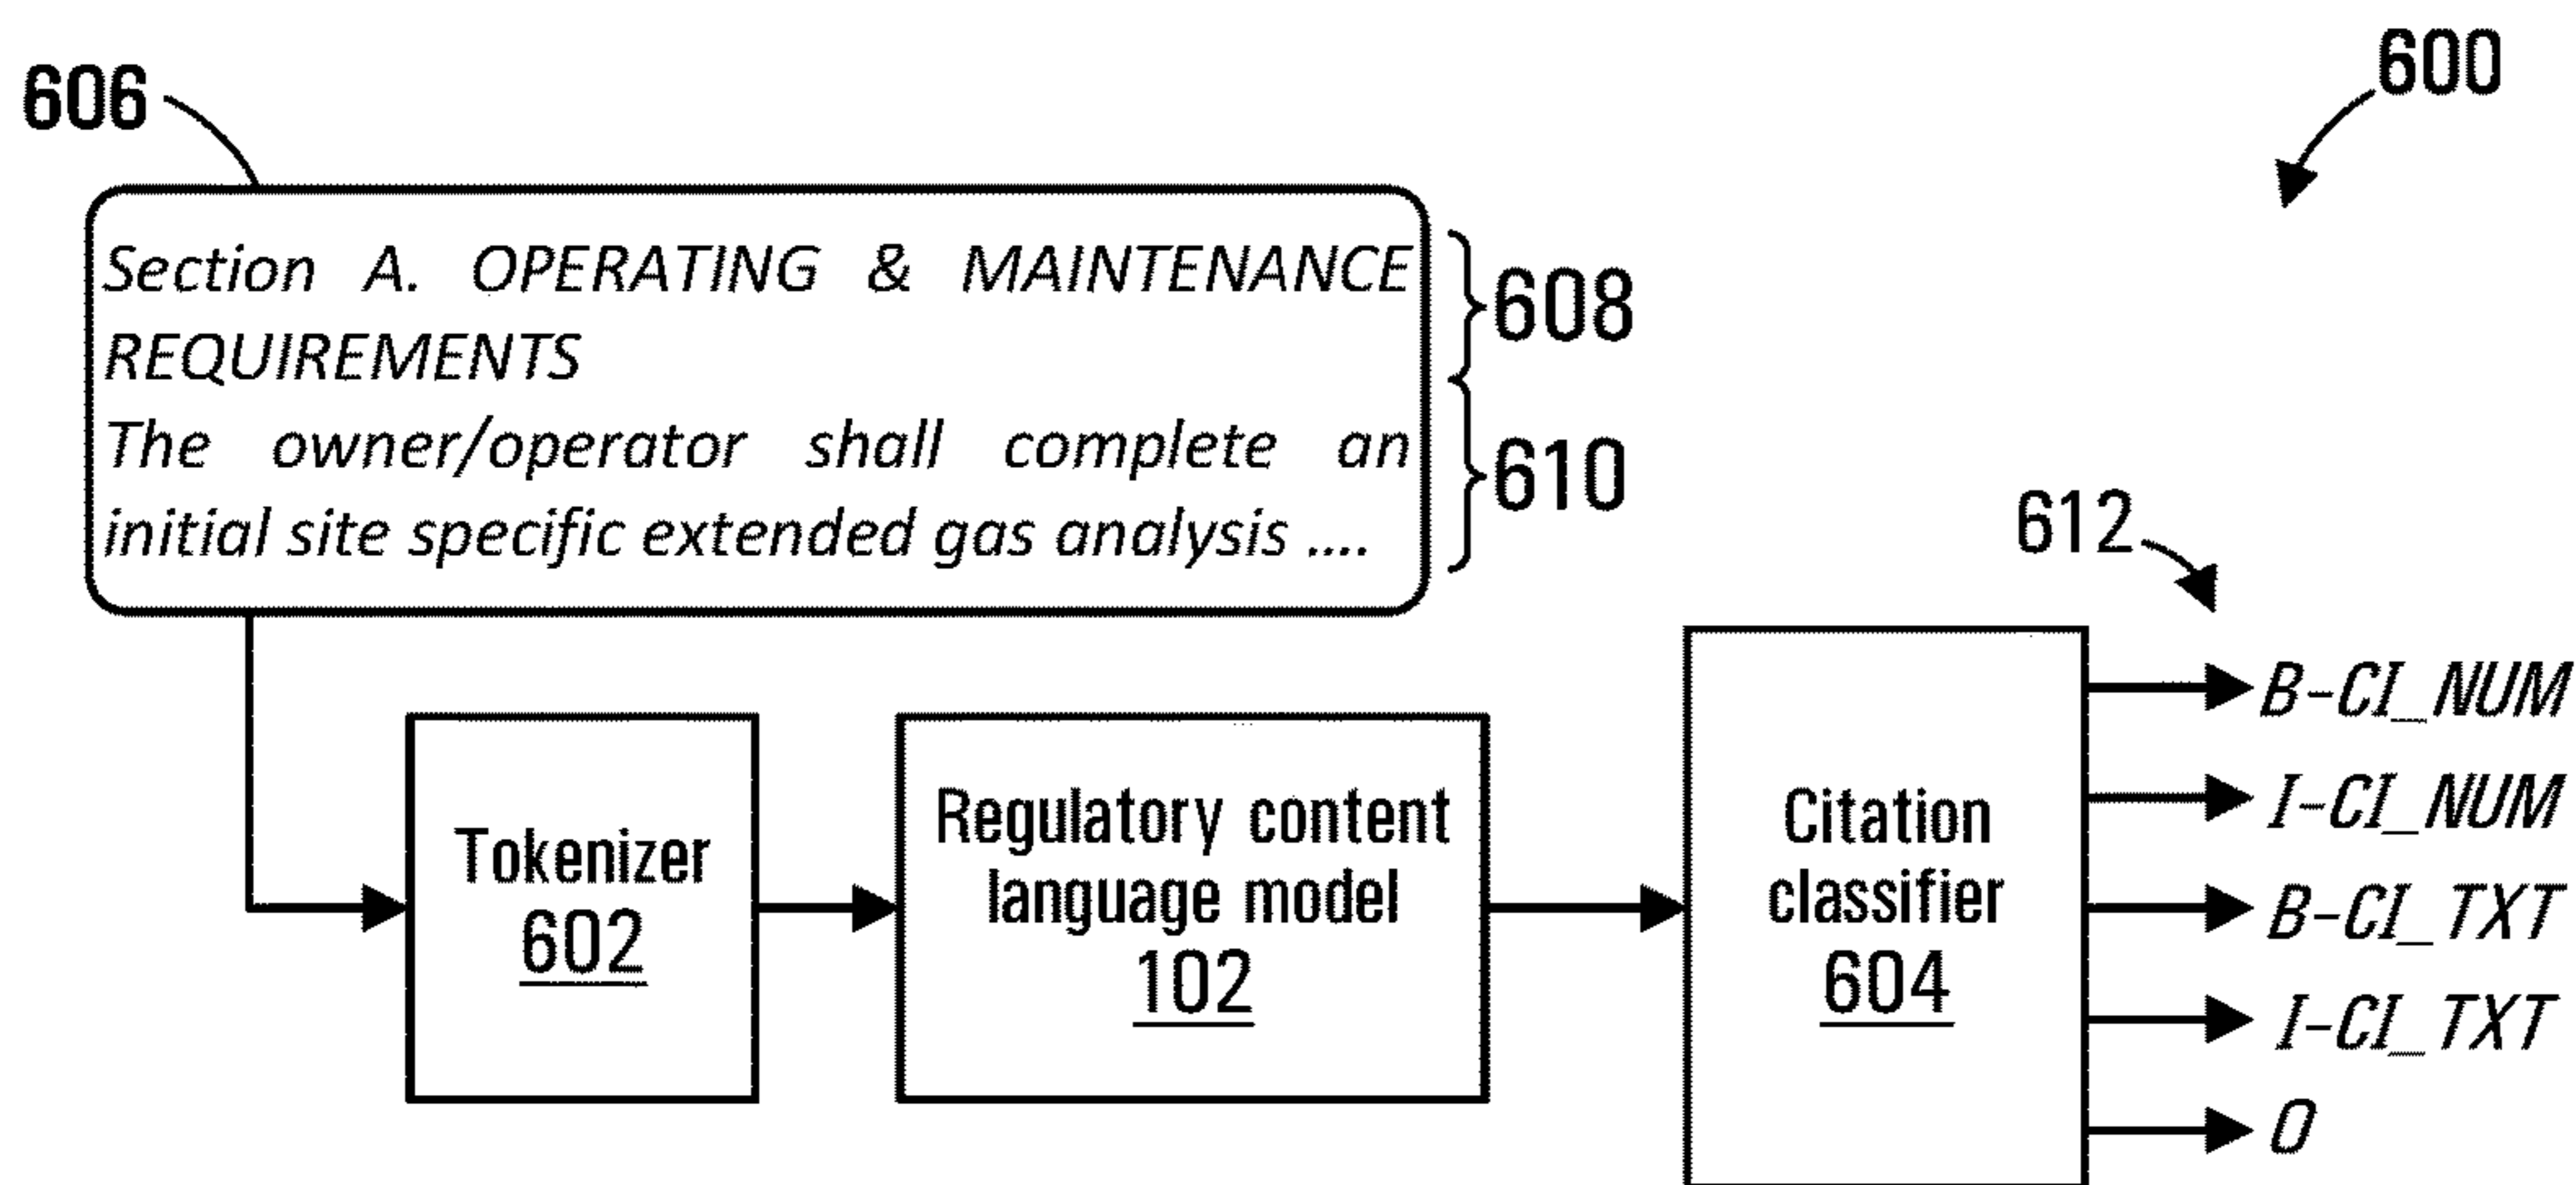 600
606
Section A. OPERATING & MAINTENANCE
REQUIREMENTS
608
The owner/operator shall complete an
initial site specific extended gas analysis ....
610
612
Tokenizer
602
Regulatory content
language model
102
Citation
classifier
604
B-CI_NUM
I-CI_NUM
B-CI_TXT
I-CI_TXT
O